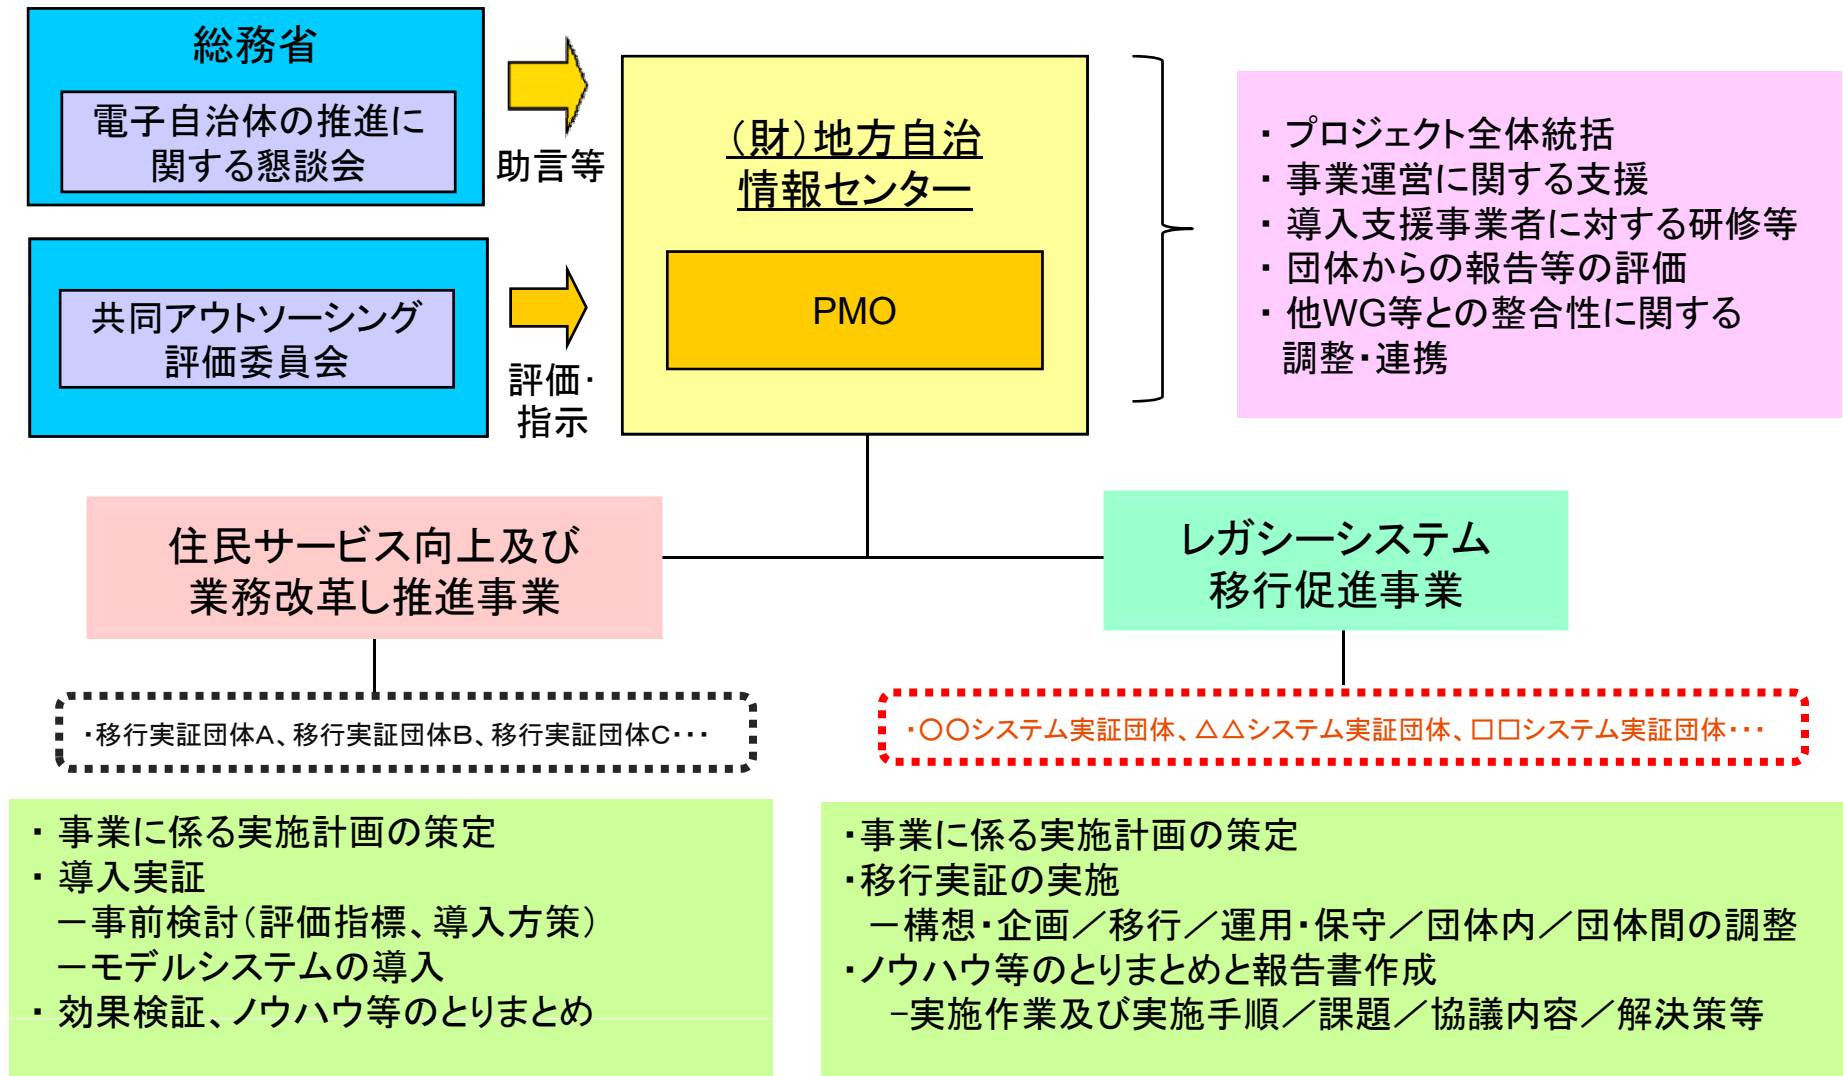 総務省
電子自治体の推進に
関する懇談会
助言等
共同アウトソーシング
評価委員会
評価・
指示
（財）地方自治
情報センター
PMO
・ プロジェクト全体統括
・ 事業運営に関する支援
・ 導入支援事業者に対する研修等
・ 団体からの報告等の評価
・ 他WG等との整合性に関する
調整・連携
住民サービス向上及び
業務改革し推進事業
レガシーシステム
移行促進事業
・移行実証団体A、移行実証団体B、移行実証団体C・・・
・〇〇システム実証団体、△△システム実証団体、□□システム実証団体・・・
・ 事業に係る実施計画の策定
・ 導入実証
－事前検討（評価指標、導入方策）
－モデルシステムの導入
・ 効果検証、ノウハウ等のとりまとめ
・事業に係る実施計画の策定
・移行実証の実施
－構想・企画／移行／運用・保守／団体内／団体間の調整
・ノウハウ等のとりまとめと報告書作成
−実施作業及び実施手順／課題／協議内容／解決策等